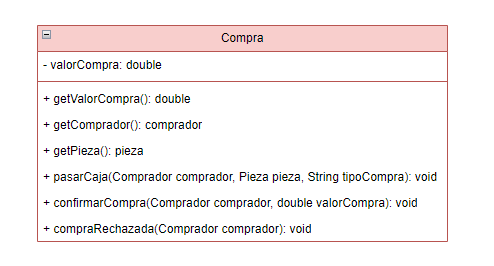 Compra
- valorCompra: double
+ getValorCompra(): double
+ getComprador(): comprador
+ getPieza(): pieza
+ pasarCaja(Comprador comprador, Pieza pieza, String tipoCompra): void
+ confirmarCompra(Comprador comprador, double valorCompra): void
+ compraRechazada(Comprador comprador): void